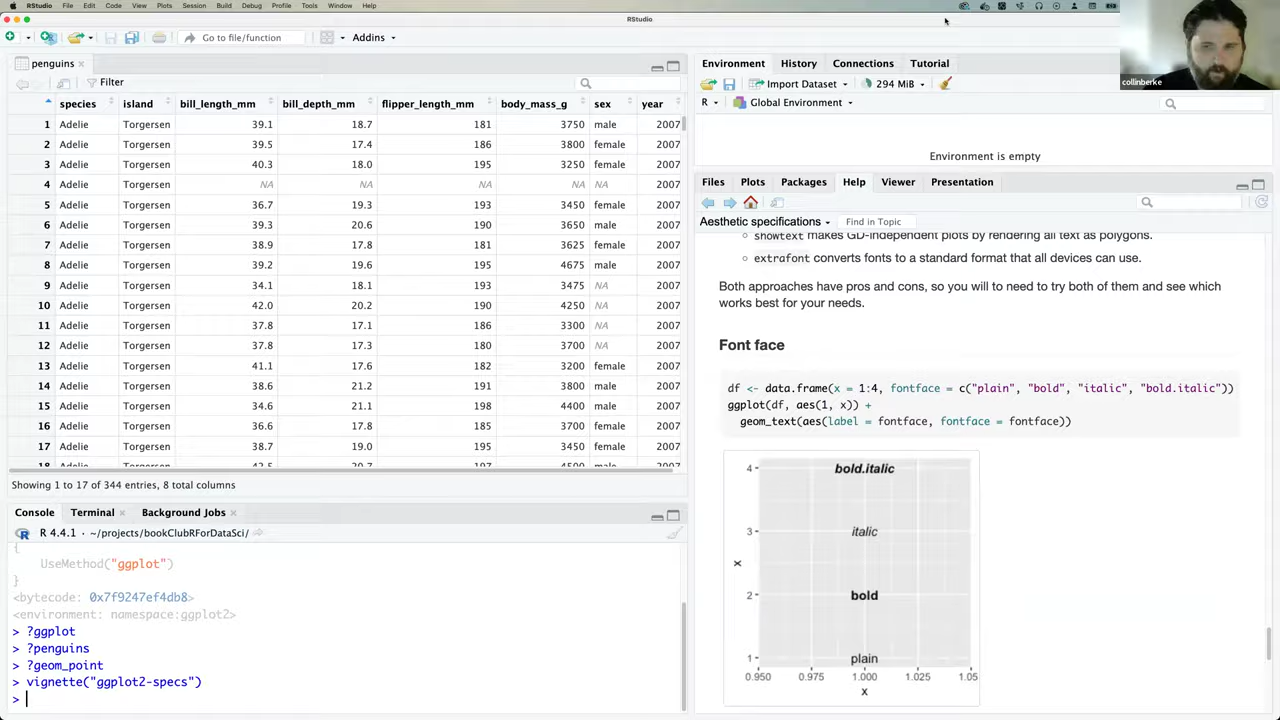 RStudio File Edit Code View Plots Session Build Debug Profile Tools Window Help
RStudio
Go to file/function Addins
penguins
Filter
species island bill_length_mm bill_depth_mm flipper_length_mm body_mass_g sex year
1 Adelie Torgersen 39.1 18.7 181 3750 male 2007
2 Adelie Torgersen 39.5 17.4 186 3800 female 2007
3 Adelie Torgersen 40.3 18.0 195 3250 female 2007
4 Adelie Torgersen NA NA NA NA NA 2007
5 Adelie Torgersen 36.7 19.3 193 3450 female 2007
6 Adelie Torgersen 39.3 20.6 190 3650 male 2007
7 Adelie Torgersen 38.9 17.8 181 3625 female 2007
8 Adelie Torgersen 39.2 19.6 195 4675 male 2007
9 Adelie Torgersen 34.1 18.1 193 3475 NA 2007
10 Adelie Torgersen 42.0 20.2 190 4250 NA 2007
11 Adelie Torgersen 37.8 17.1 186 3300 NA 2007
12 Adelie Torgersen 37.8 17.3 180 3700 NA 2007
13 Adelie Torgersen 41.1 17.6 182 3200 female 2007
14 Adelie Torgersen 38.6 21.2 191 3800 male 2007
15 Adelie Torgersen 34.6 21.1 198 4400 male 2007
16 Adelie Torgersen 36.6 17.8 185 3700 female 2007
17 Adelie Torgersen 38.7 19.0 195 3450 female 2007
18 Adelie Torgersen 42.5 20.7 197 4500 male 2007
Showing 1 to 17 of 344 entries, 8 total columns
Console Terminal Background Jobs
R 4.4.1 · ~/projects/bookClubRForDataSci/
{
UseMethod("ggplot")
}
<bytecode: 0x7f9247ef4db8>
<environment: namespace:ggplot2>
> ?ggplot
> ?penguins
> ?geom_point
> vignette("ggplot2-specs")
>
Environment History Connections Tutorial
Import Dataset 294 MiB
R Global Environment
Environment is empty
Files Plots Packages Help Viewer Presentation
Aesthetic specifications Find in Topic
showtext makes GD-independent plots by rendering all text as polygons.
extrafont converts fonts to a standard format that all devices can use.
Both approaches have pros and cons, so you will to need to try both of them and see which
works best for your needs.
Font face
df <- data.frame(x = 1:4, fontface = c("plain", "bold", "italic", "bold.italic"))
ggplot(df, aes(1, x)) +
geom_text(aes(label = fontface, fontface = fontface))
4 bold.italic
3 italic
x
2 bold
1 plain
0.950 0.975 1.000 1.025 1.05
x
collinberke